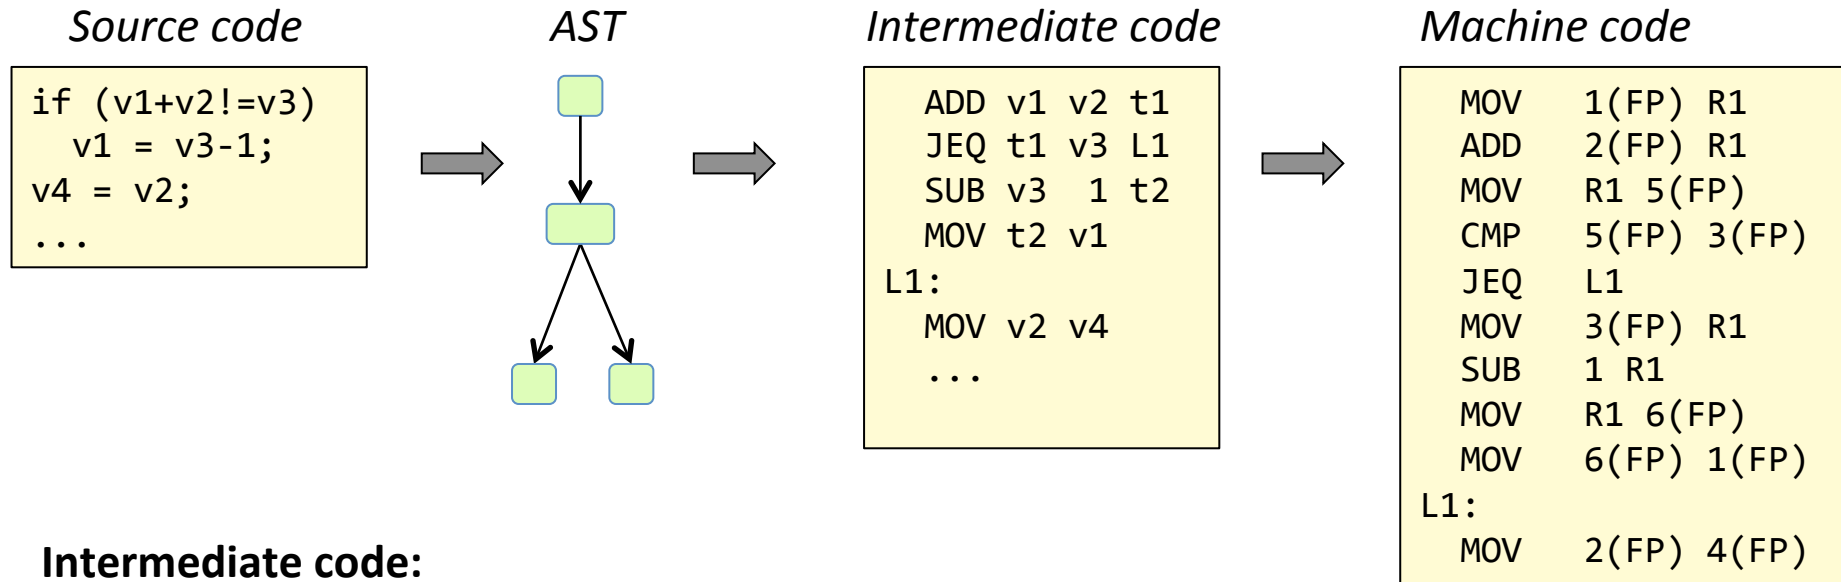 Source code
if (v1+v2!=v3)
  v1 = v3-1;
v4 = v2;
...
AST
Intermediate code
  ADD v1 v2 t1
  JEQ t1 v3 L1
  SUB v3  1 t2
  MOV t2 v1
L1:
  MOV v2 v4
  ...
Machine code
  MOV   1(FP) R1
  ADD   2(FP) R1
  MOV   R1 5(FP)
  CMP   5(FP) 3(FP)
  JEQ   L1
  MOV   3(FP) R1
  SUB   1 R1
  MOV   R1 6(FP)
  MOV   6(FP) 1(FP)
L1:
  MOV   2(FP) 4(FP)
Intermediate code: